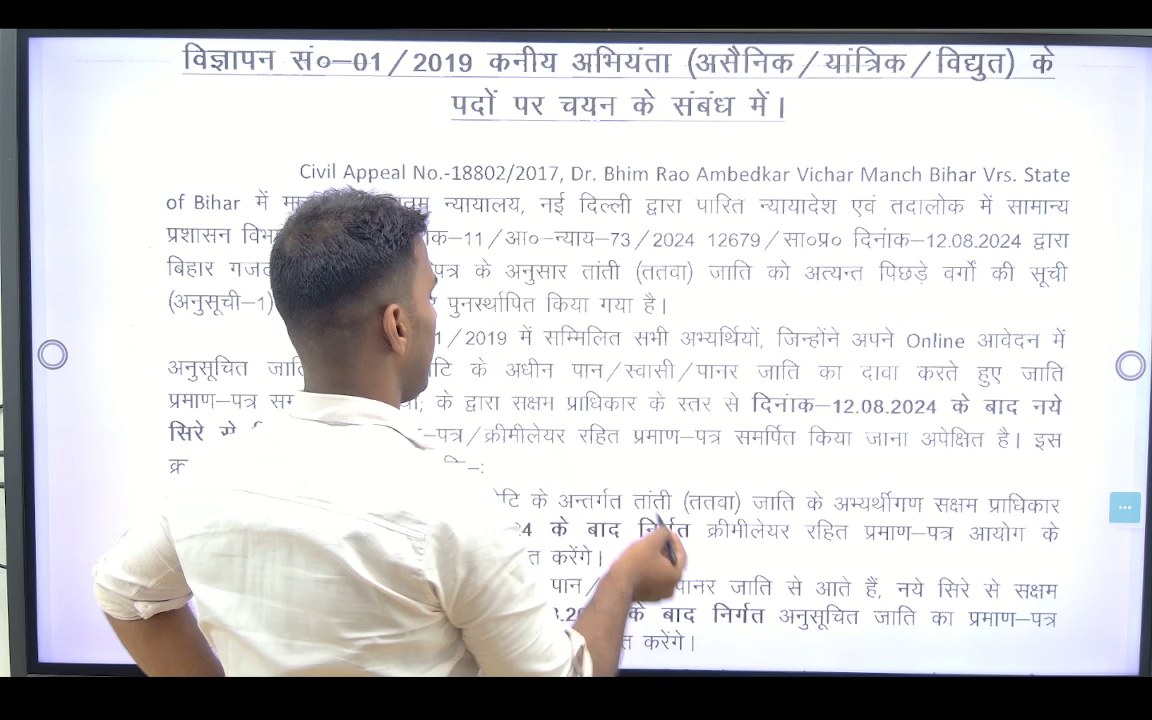 विज्ञापन सं०–01/2019 कनीय अभियंता (असैनिक/यांत्रिक/विद्युत) के
पदों पर चयन के संबंध में।
Civil Appeal No.-18802/2017, Dr. Bhim Rao Ambedkar Vichar Manch Bihar Vrs. State
of Bihar में न्यायालय, नई दिल्ली द्वारा पारित न्यायादेश एवं तदालोक में सामान्य
प्रशासन –11/आ०–न्याय–73/2024 12679/सा०प्र० दिनांक–12.08.2024 द्वारा
बिहार के अनुसार तांती (ततवा) जाति को अत्यन्त पिछड़े वर्गों की सूची
(अनुसूची–1) पुनर्स्थापित किया गया है।
/2019 में सम्मिलित सभी अभ्यर्थियों, जिन्होंने अपने Online आवेदन में
अनुसूचित के अधीन पान/स्वासी/पानर जाति का दावा करते हुए जाति
प्रमाण–पत्र के द्वारा सक्षम प्राधिकार के स्तर से दिनांक–12.08.2024 के बाद नये
सिरे से –पत्र/क्रीमीलेयर रहित प्रमाण–पत्र समर्पित किया जाना अपेक्षित है। इस
के अन्तर्गत तांती (ततवा) जाति के अभ्यर्थीगण सक्षम प्राधिकार
के बाद निर्गत क्रीमीलेयर रहित प्रमाण–पत्र आयोग के
करेंगे।
पान/ पानर जाति से आते हैं, नये सिरे से सक्षम
के बाद निर्गत अनुसूचित जाति का प्रमाण–पत्र
करेंगे।